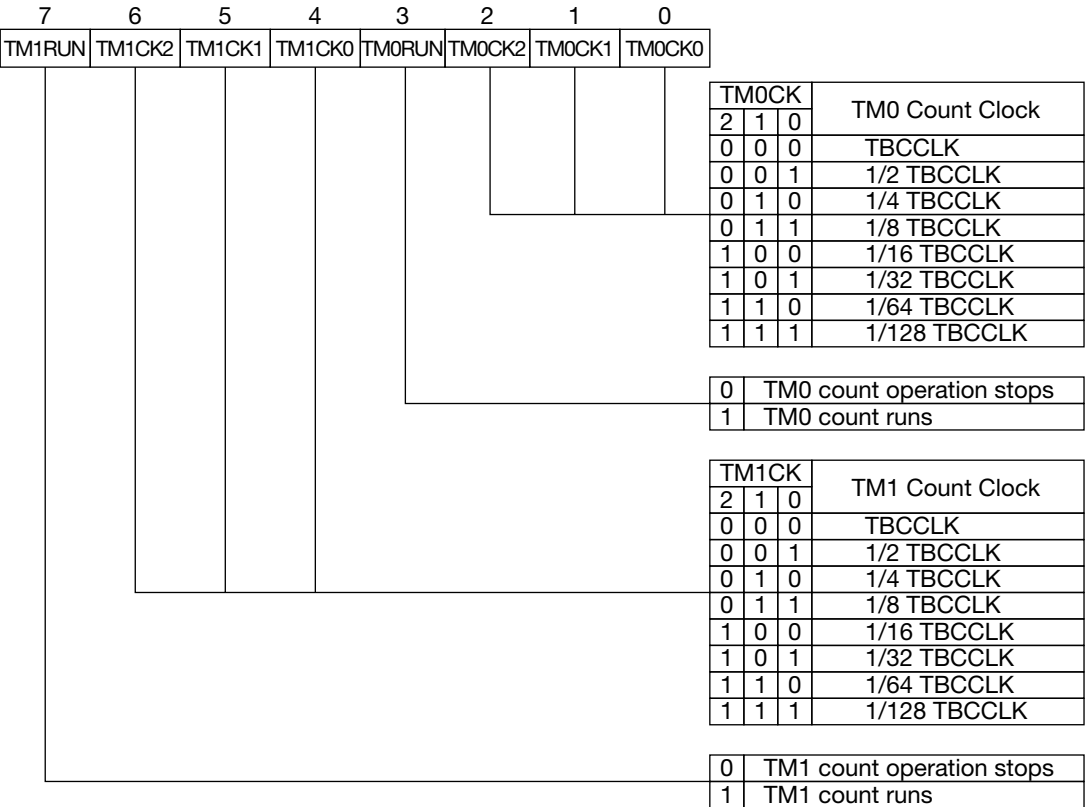 7 6 5 4 3 2 1 0
TM1RUN TM1CK2 TM1CK1 TM1CK0 TM0RUN TM0CK2 TM0CK1 TM0CK0
TM0CK TM0 Count Clock
2 1 0
0 0 0 TBCCLK
0 0 1 1/2 TBCCLK
0 1 0 1/4 TBCCLK
0 1 1 1/8 TBCCLK
1 0 0 1/16 TBCCLK
1 0 1 1/32 TBCCLK
1 1 0 1/64 TBCCLK
1 1 1 1/128 TBCCLK
0 TM0 count operation stops
1 TM0 count runs
TM1CK TM1 Count Clock
2 1 0
0 0 0 TBCCLK
0 0 1 1/2 TBCCLK
0 1 0 1/4 TBCCLK
0 1 1 1/8 TBCCLK
1 0 0 1/16 TBCCLK
1 0 1 1/32 TBCCLK
1 1 0 1/64 TBCCLK
1 1 1 1/128 TBCCLK
0 TM1 count operation stops
1 TM1 count runs